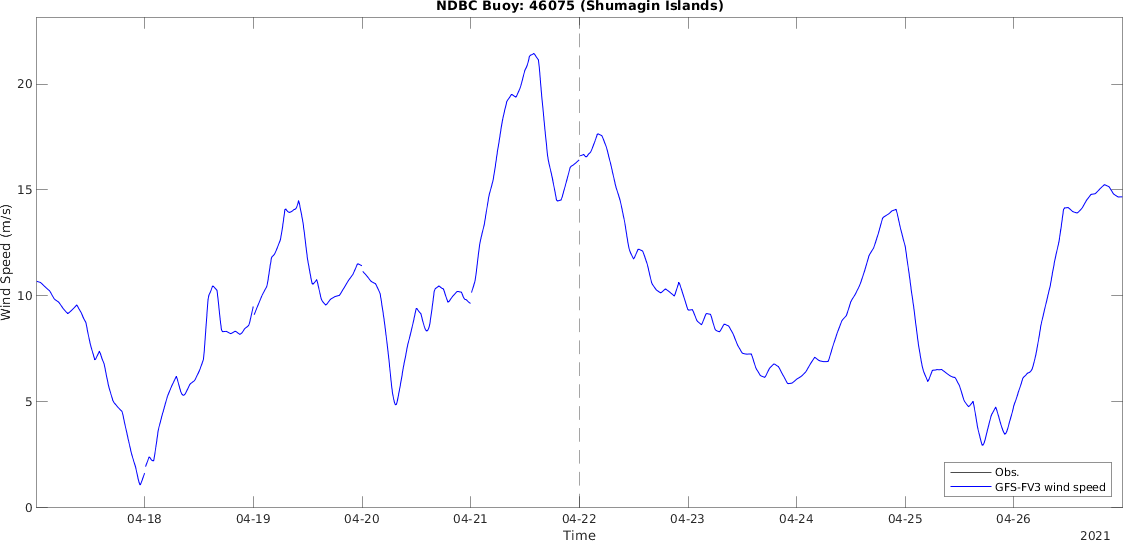 NDBC Buoy: 46075 (Shumagin Islands)
Wind Speed (m/s)
20
15
10
5
0
Obs.
GFS-FV3 wind speed
04-18 04-19 04-20 04-21 04-22 04-23 04-24 04-25 04-26
Time
2021